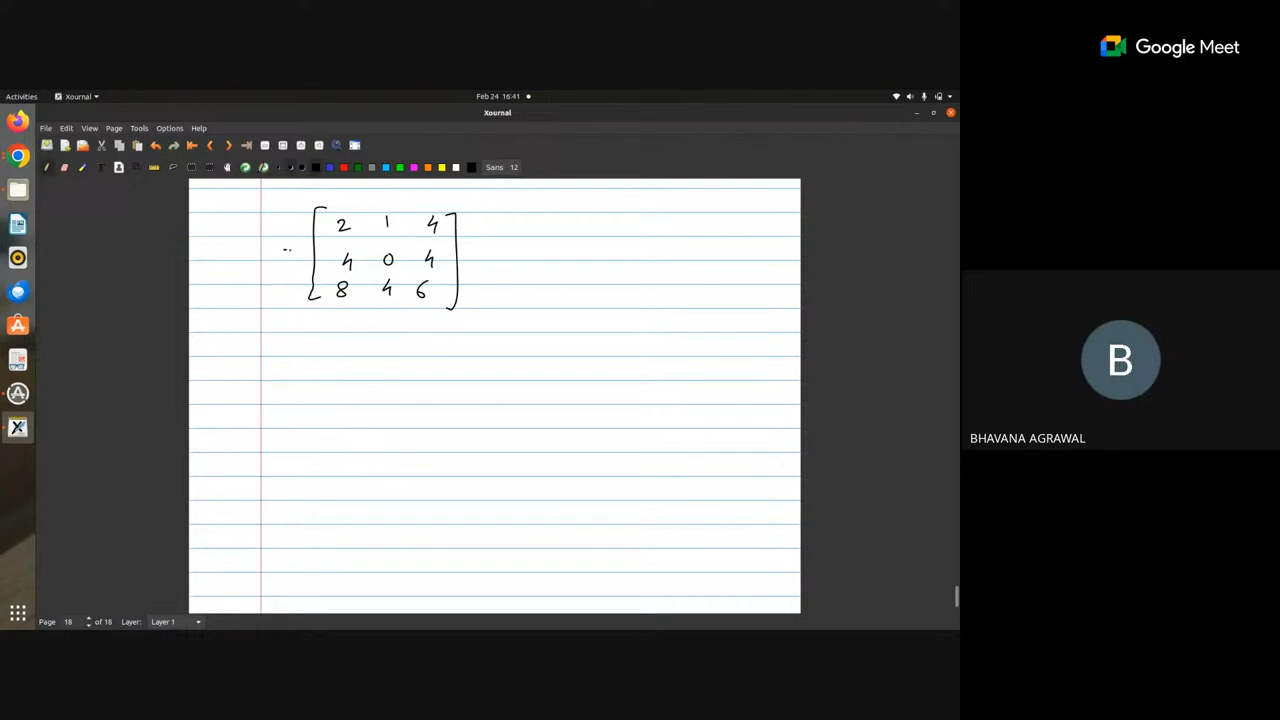 Google Meet
Activities Xournal Feb 24 16:41
Xournal
File Edit View Page Tools Options Help
Sans 12
2 1 4
4 0 4
8 4 6
B
BHAVANA AGRAWAL
Page 18 of 18 Layer: Layer 1